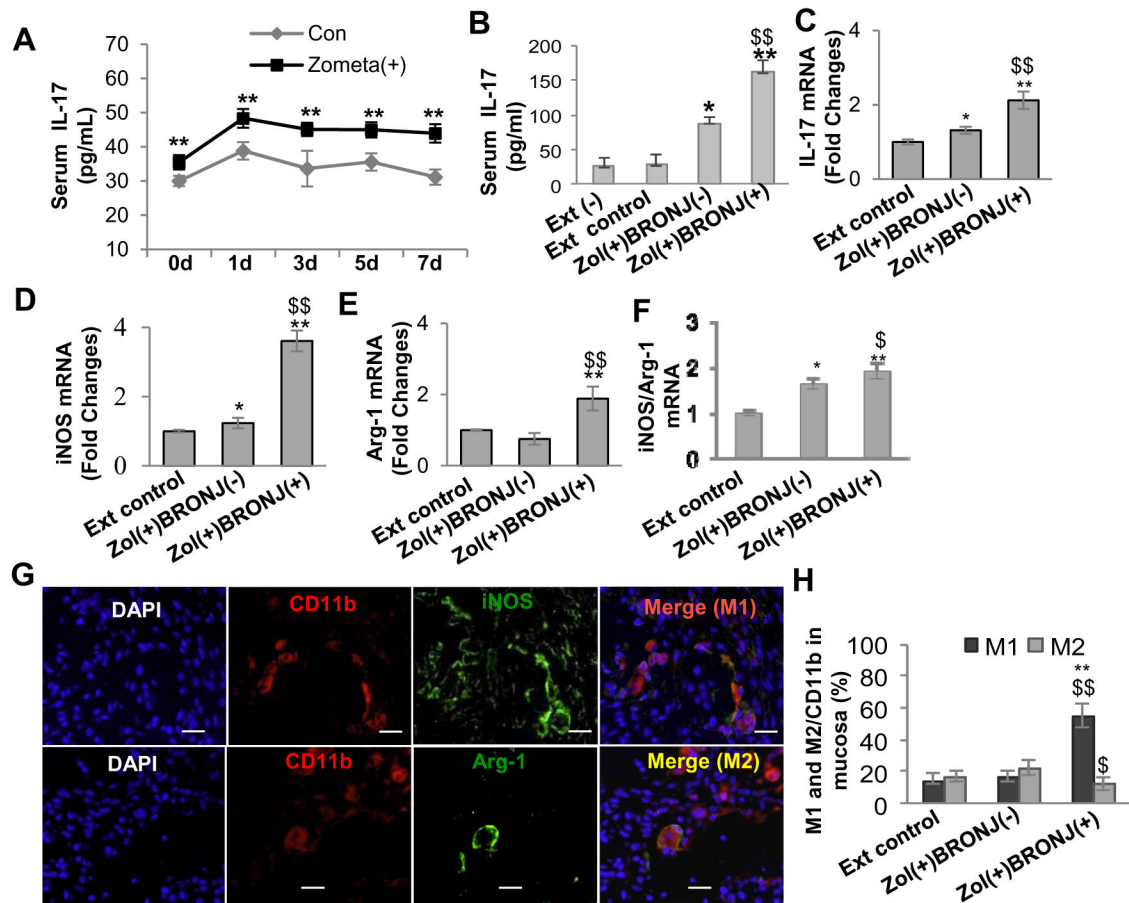 A
Con
Zometa(+)
Serum IL-17
(pg/mL)
70
60
50
40
30
20
10
**
**
**
**
**
0d
1d
3d
5d
7d
B
Serum IL-17
(pg/ml)
200
150
100
50
0
*
$$
**
Ext (-)
Ext control
Zol(+)BRONJ(-)
Zol(+)BRONJ(+)
C
IL-17 mRNA
(Fold Changes)
4
2
0
*
$$
**
Ext control
Zol(+)BRONJ(-)
Zol(+)BRONJ(+)
D
iNOS mRNA
(Fold Changes)
4
2
0
*
$$
**
Ext control
Zol(+)BRONJ(-)
Zol(+)BRONJ(+)
E
Arg-1 mRNA
(Fold Changes)
4
2
0
$$
**
Ext control
Zol(+)BRONJ(-)
Zol(+)BRONJ(+)
F
iNOS/Arg-1
mRNA
3
2
1
0
*
$
**
Ext control
Zol(+)BRONJ(-)
Zol(+)BRONJ(+)
G
DAPI
CD11b
iNOS
Merge (M1)
DAPI
CD11b
Arg-1
Merge (M2)
H
M1 and M2/CD11b in
mucosa (%)
M1
M2
100
80
60
40
20
0
**
$$
$
Ext control
Zol(+)BRONJ(-)
Zol(+)BRONJ(+)